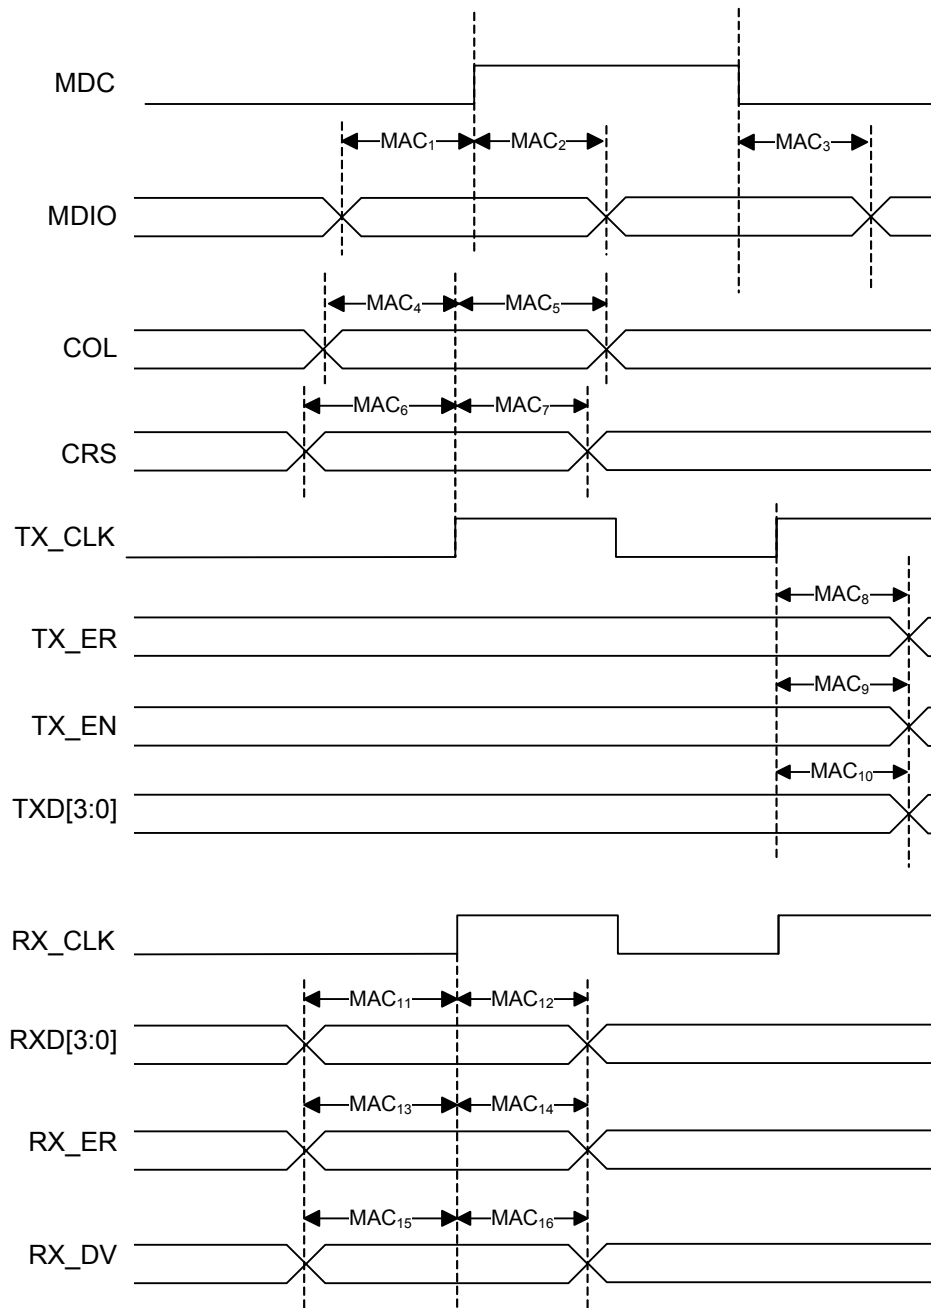 MDC
MAC₁ MAC₂ MAC₃
MDIO
MAC₄ MAC₅
COL
MAC₆ MAC₇
CRS
TX_CLK
MAC₈
TX_ER
MAC₉
TX_EN
MAC₁₀
TXD[3:0]
RX_CLK
MAC₁₁ MAC₁₂
RXD[3:0]
MAC₁₃ MAC₁₄
RX_ER
MAC₁₅ MAC₁₆
RX_DV